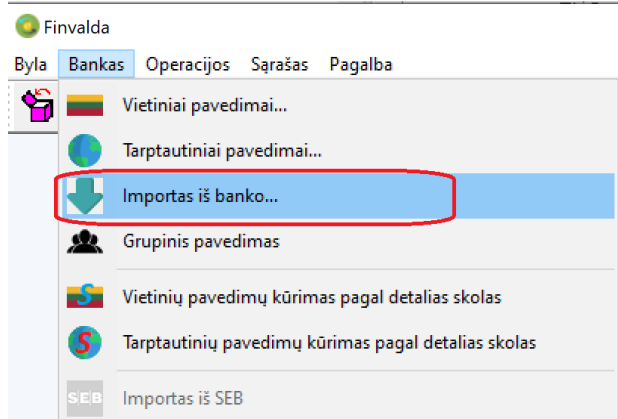 Finvalda
Byla Bankas Operacijos Sąrašas Pagalba
Vietiniai pavedimai...
Tarptautiniai pavedimai...
Importas iš banko...
Grupinis pavedimas
S Vietinių pavedimų kūrimas pagal detalias skolas
S Tarptautinių pavedimų kūrimas pagal detalias skolas
SEB Importas iš SEB